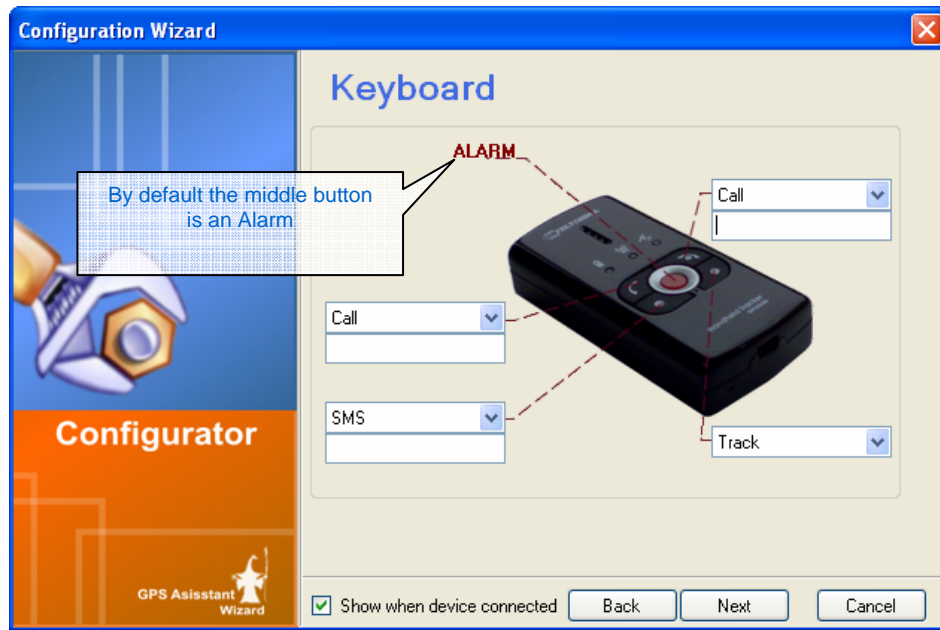 Configuration Wizard
Keyboard
ALARM
By default the middle button
is an Alarm
Call
Call
SMS
Track
Configurator
GPS Asisstant
Wizard
Show when device connected
Back
Next
Cancel